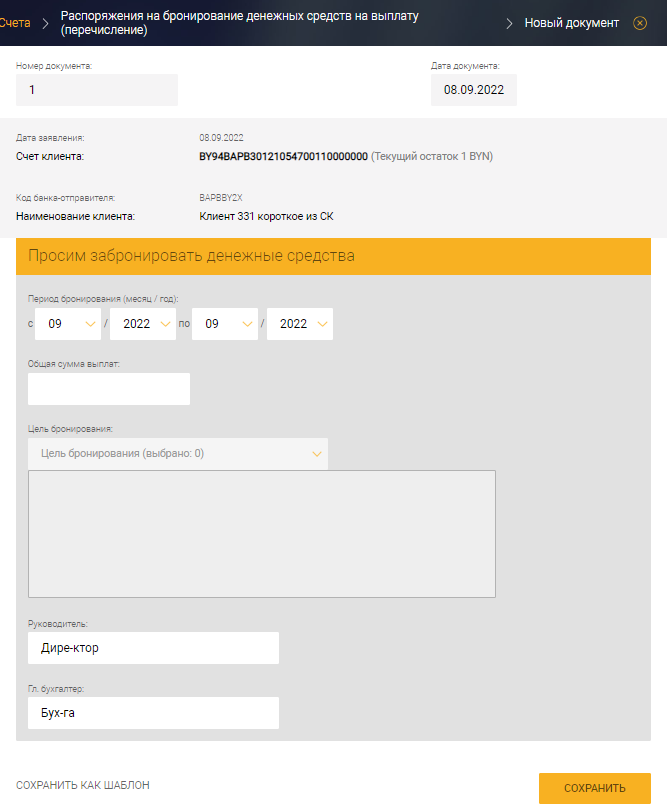 Счета
Распоряжения на бронирование денежных средств на выплату
(перечисление)
Новый документ
Номер документа:
Дата документа:
1
08.09.2022
Дата заявления:
08.09.2022
Счет клиента:
BY94BAPB30121054700110000000 (Текущий остаток 1 BYN)
Код банка-отправителя:
BAPBBY2X
Наименование клиента:
Клиент 331 короткое из СК
Просим забронировать денежные средства
Период бронирования (месяц / год):
с 09 / 2022 по 09 / 2022
Общая сумма выплат:
Цель бронирования:
Цель бронирования (выбрано: 0)
Руководитель:
Дире-ктор
Гл. бухгалтер:
Бух-га
СОХРАНИТЬ КАК ШАБЛОН
СОХРАНИТЬ